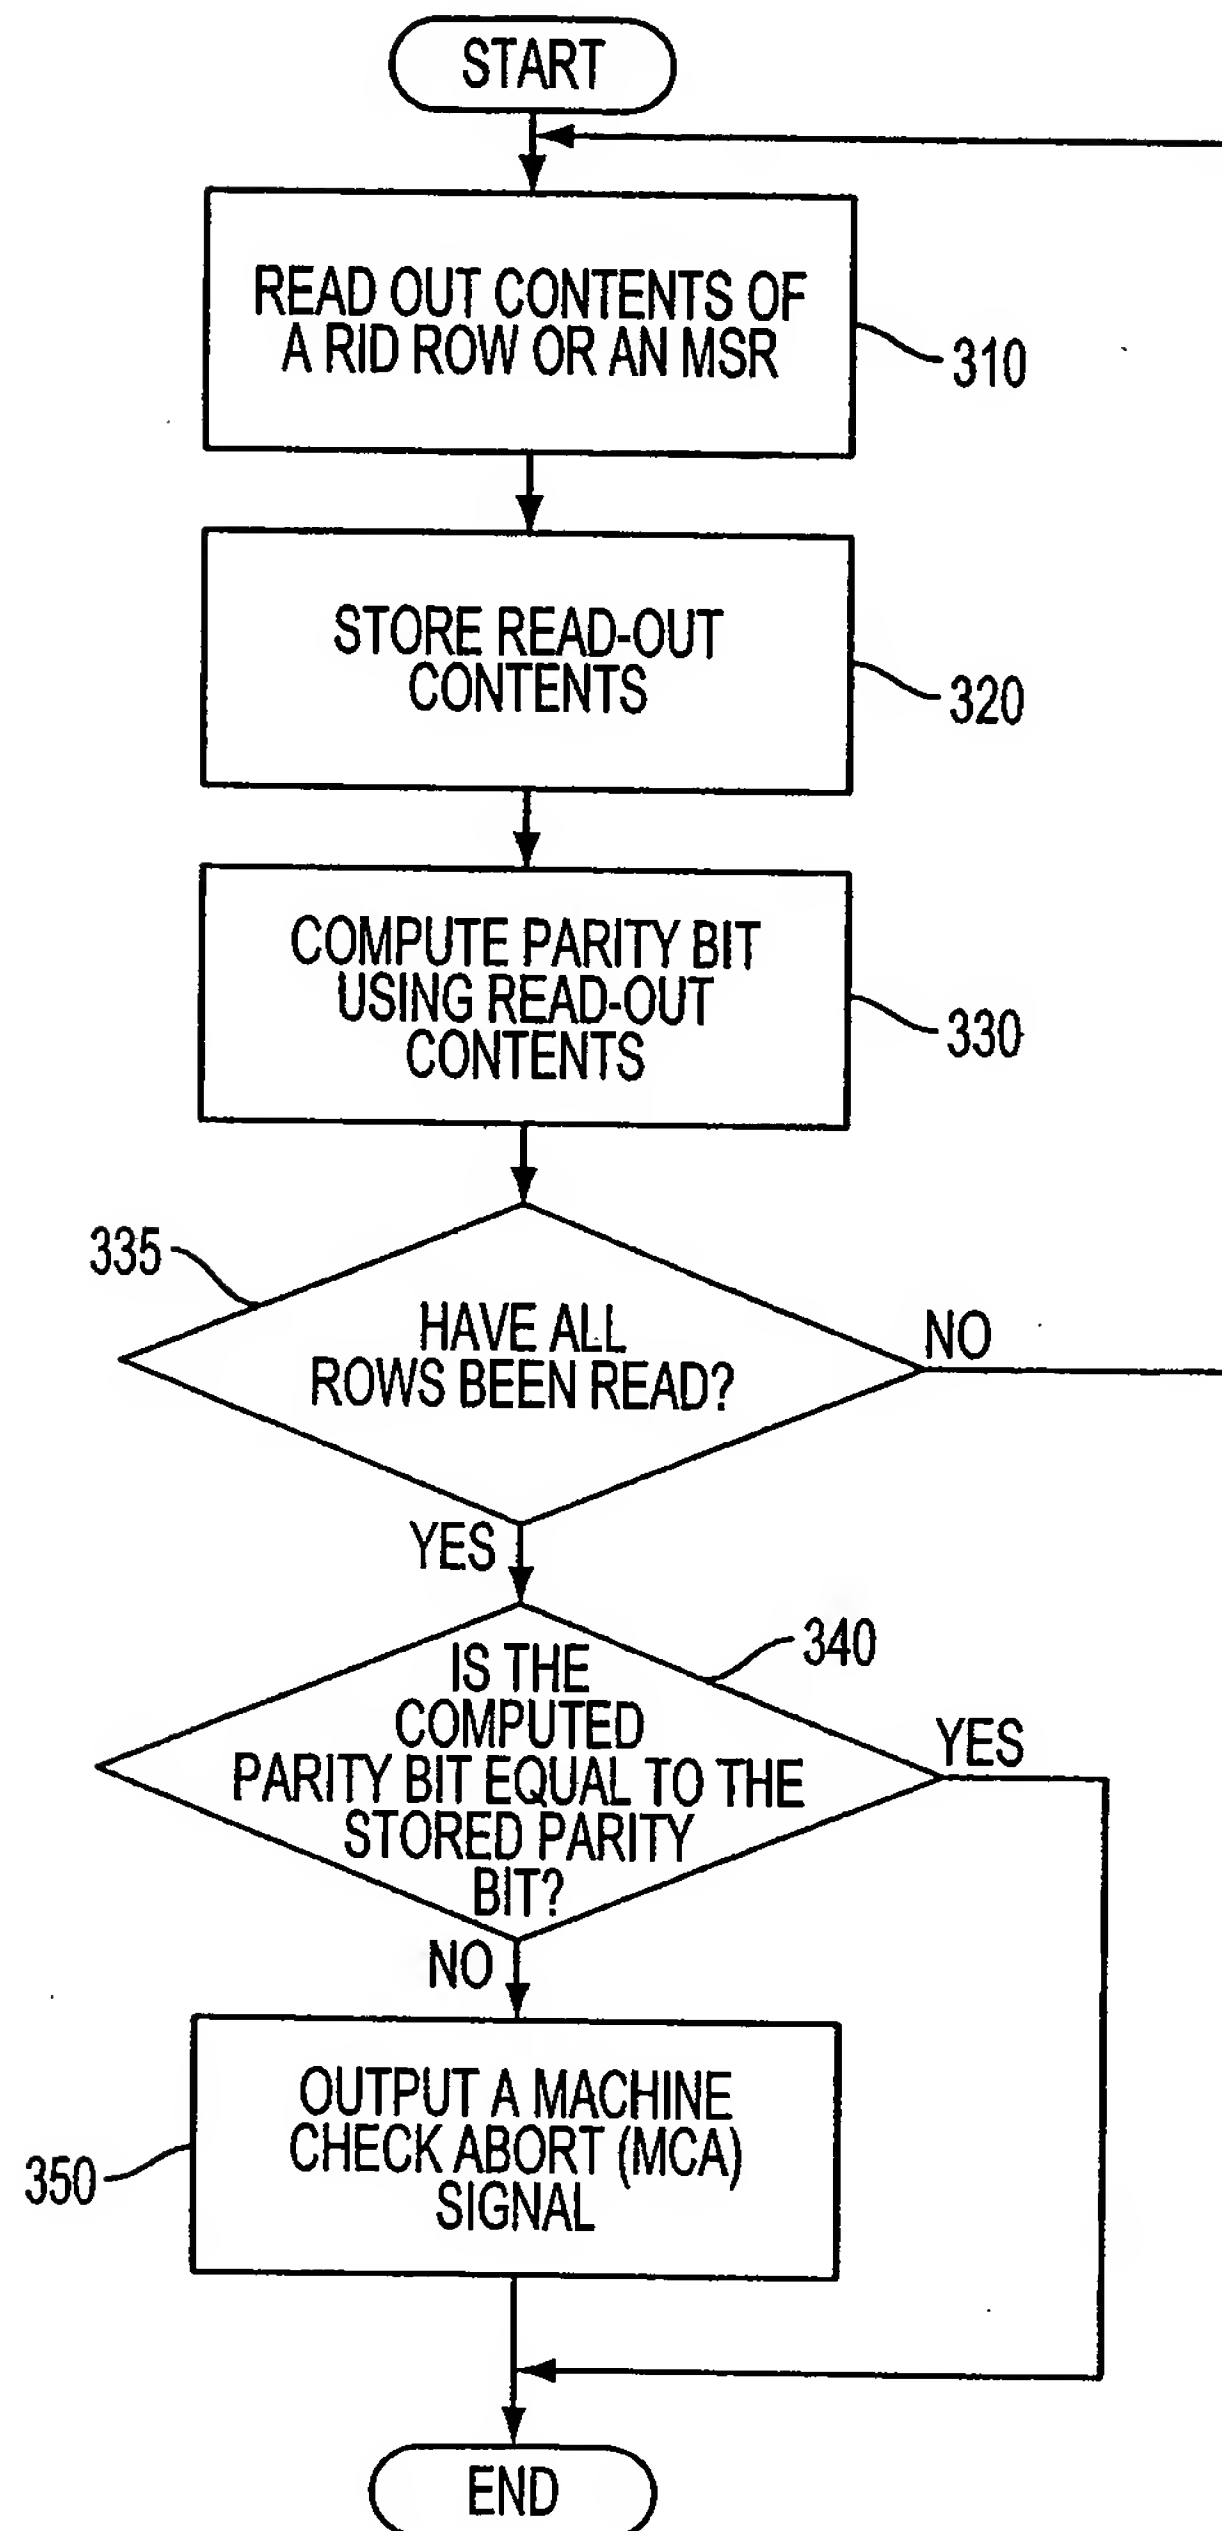 START
READ OUT CONTENTS OF
A RID ROW OR AN MSR
310
STORE READ-OUT
CONTENTS
320
COMPUTE PARITY BIT
USING READ-OUT
CONTENTS
330
335
HAVE ALL
ROWS BEEN READ?
NO
YES
340
IS THE
COMPUTED
PARITY BIT EQUAL TO THE
STORED PARITY
BIT?
YES
NO
OUTPUT A MACHINE
CHECK ABORT (MCA)
SIGNAL
350
END